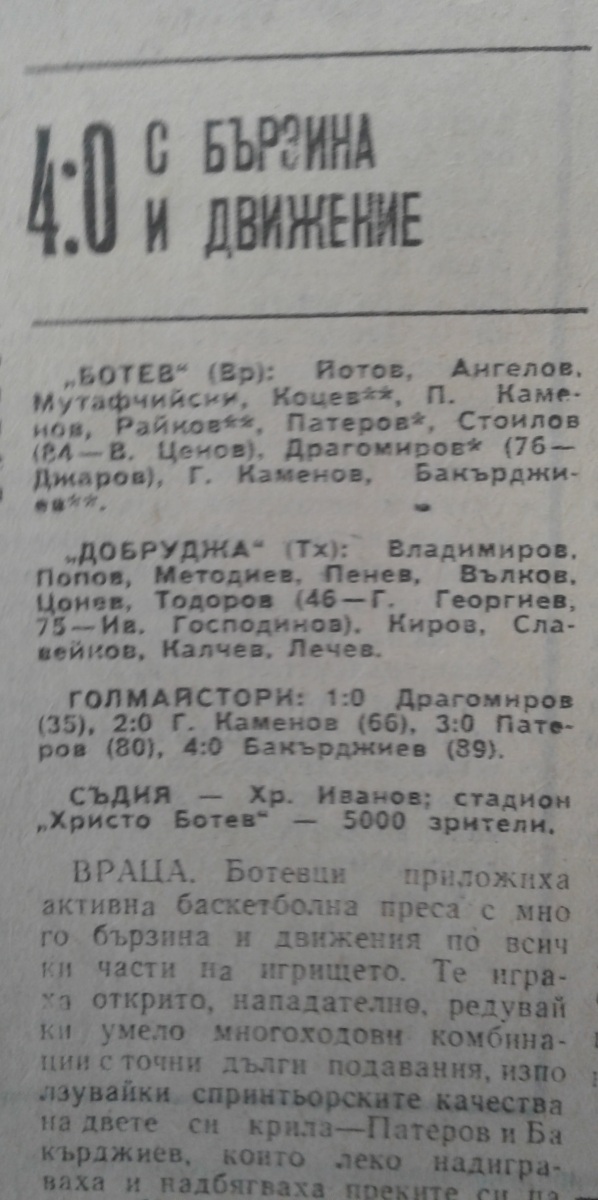 4:0 С БЪРЗИНА
И ДВИЖЕНИЕ
„БОТЕВ“ (Вр): Йотов, Ангелов,
Мутафчийски, Коцев**, П. Каме-
нов, Райков**, Патеров*, Стоилов
(84—В. Ценов), Драгомиров* (76—
Джаров), Г. Каменов, Бакърджи-
ев**.
„ДОБРУДЖА“ (Тх): Владимиров,
Попов, Методиев, Пенев, Вълков,
Цонев, Тодоров (46—Г. Георгиев,
75—Ив. Господинов), Киров, Сла-
вейков, Калчев, Лечев.
ГОЛМАЙСТОРИ: 1:0 Драгомиров
(35), 2:0 Г. Каменов (66), 3:0 Пате-
ров (80), 4:0 Бакърджиев (89).
СЪДИЯ — Хр. Иванов; стадион
„Христо Ботев“ — 5000 зрители.
ВРАЦА. Ботевци приложиха
активна баскетболна преса с мно
го бързина и движения по всич
ки части на игрището. Те игра-
ха открито, нападателно, редувай
ки умело многоходови комбина-
ции с точни дълги подавания, изпо
лзувайки спринтьорските качества
на двете си крила—Патеров и Ба
кърджиев, които леко надигра-
ваха и надбягваха преките си па